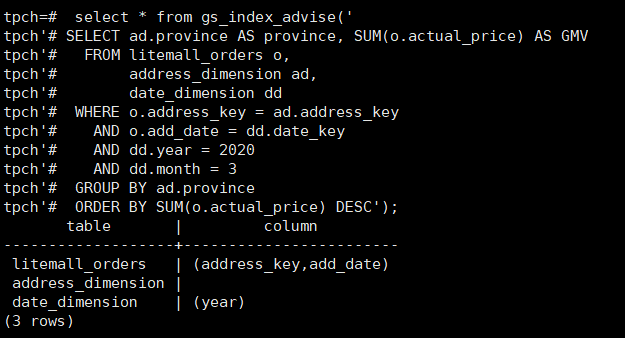 tpch=#  select * from gs_index_advise('
tpch'# SELECT ad.province AS province, SUM(o.actual_price) AS GMV
tpch'#   FROM litemall_orders o,
tpch'#        address_dimension ad,
tpch'#        date_dimension dd
tpch'#  WHERE o.address_key = ad.address_key
tpch'#    AND o.add_date = dd.date_key
tpch'#    AND dd.year = 2020
tpch'#    AND dd.month = 3
tpch'#  GROUP BY ad.province
tpch'#  ORDER BY SUM(o.actual_price) DESC');
       table       |         column
-------------------+------------------------
 litemall_orders   | (address_key,add_date)
 address_dimension |
 date_dimension    | (year)
(3 rows)